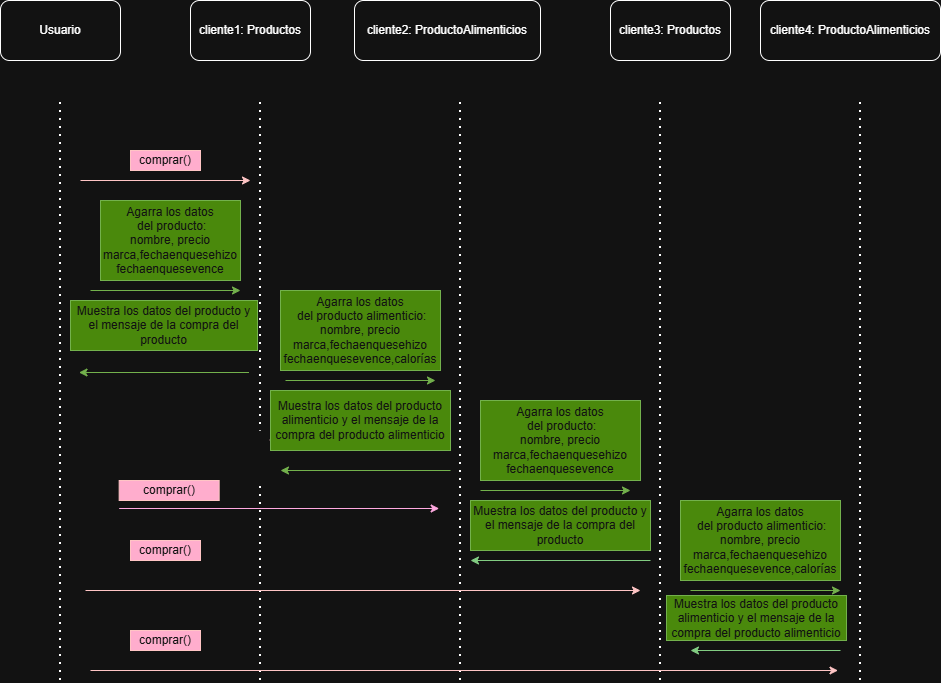 Usuario
cliente1: Productos
cliente2: ProductoAlimenticios
cliente3: Productos
cliente4: ProductoAlimenticios
comprar()
Agarra los datos
del producto:
nombre, precio
marca,fechaenquesehizo
fechaenquesevence
Muestra los datos del producto y
el mensaje de la compra del
producto
Agarra los datos
del producto alimenticio:
nombre, precio
marca,fechaenquesehizo
fechaenquesevence,calorías
Muestra los datos del producto
alimenticio y el mensaje de la
compra del producto alimenticio
Agarra los datos
del producto:
nombre, precio
marca,fechaenquesehizo
fechaenquesevence
comprar()
Muestra los datos del producto y
el mensaje de la compra del
producto
Agarra los datos
del producto alimenticio:
nombre, precio
marca,fechaenquesehizo
fechaenquesevence,calorías
comprar()
Muestra los datos del producto
alimenticio y el mensaje de la
compra del producto alimenticio
comprar()